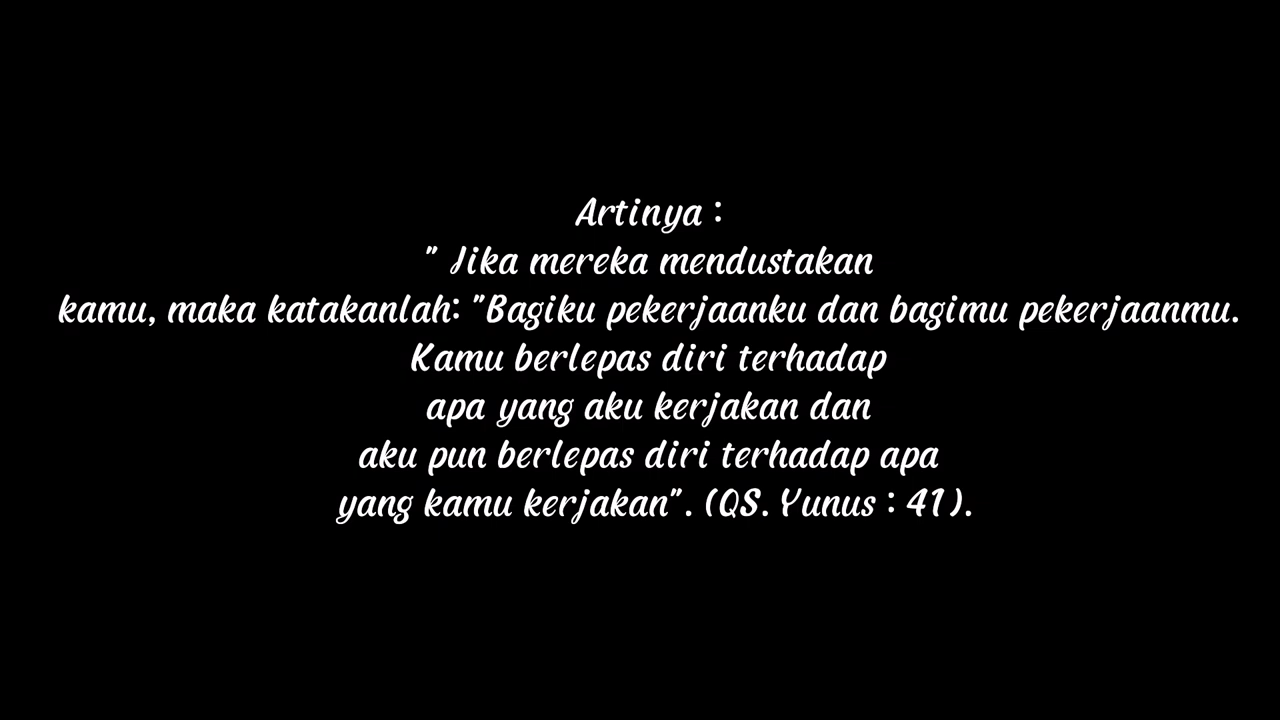 Artinya :
" Jika mereka mendustakan
kamu, maka katakanlah: "Bagiku pekerjaanku dan bagimu pekerjaanmu.
Kamu berlepas diri terhadap
apa yang aku kerjakan dan
aku pun berlepas diri terhadap apa
yang kamu kerjakan". (QS. Yunus : 41).